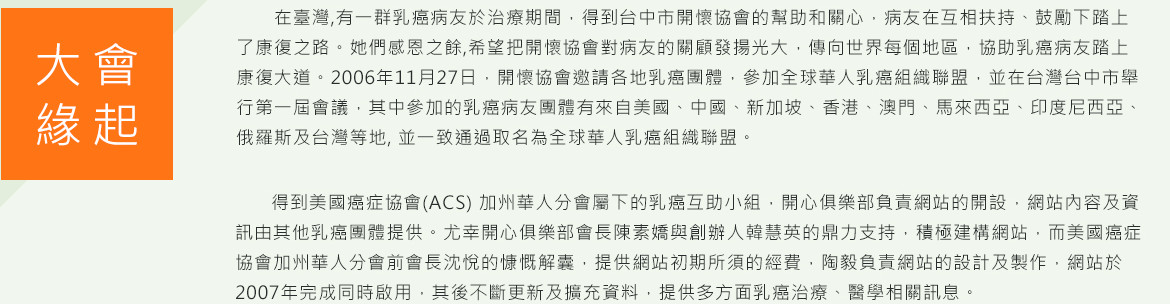 大會
緣起
在臺灣,有一群乳癌病友於治療期間，得到台中市開懷協會的幫助和關心，病友在互相扶持、鼓勵下踏上
了康復之路。她們感恩之餘,希望把開懷協會對病友的關顧發揚光大，傳向世界每個地區，協助乳癌病友踏上
康復大道。2006年11月27日，開懷協會邀請各地乳癌團體，參加全球華人乳癌組織聯盟，並在台灣台中市舉
行第一屆會議，其中參加的乳癌病友團體有來自美國、中國、新加坡、香港、澳門、馬來西亞、印度尼西亞、
俄羅斯及台灣等地, 並一致通過取名為全球華人乳癌組織聯盟。
得到美國癌症協會(ACS) 加州華人分會屬下的乳癌互助小組，開心俱樂部負責網站的開設，網站內容及資
訊由其他乳癌團體提供。尤幸開心俱樂部會長陳素嬌與創辦人韓慧英的鼎力支持，積極建構網站，而美國癌症
協會加州華人分會前會長沈悅的慷慨解囊，提供網站初期所須的經費，陶毅負責網站的設計及製作，網站於
2007年完成同時啟用，其後不斷更新及擴充資料，提供多方面乳癌治療、醫學相關訊息。